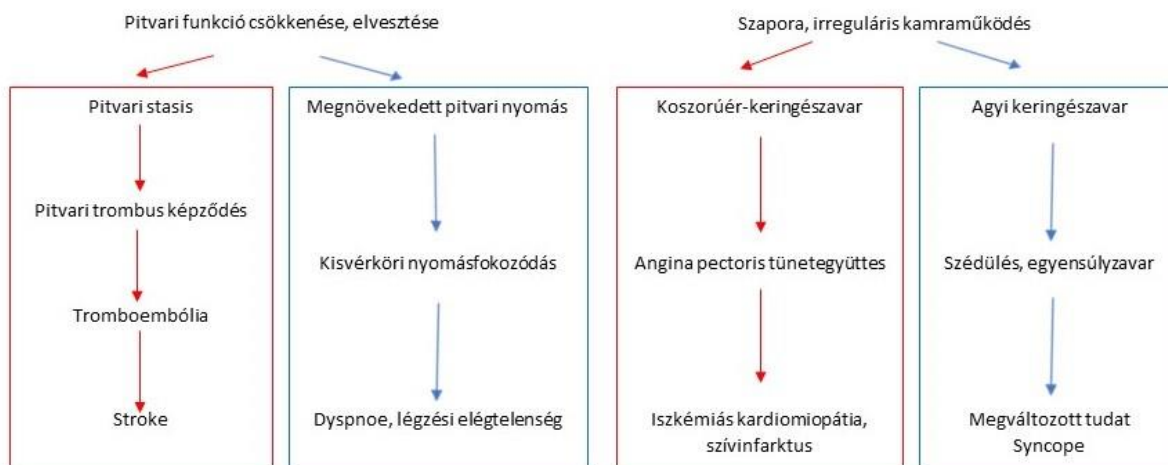 Pitvari funkció csökkenése, elvesztése
Szapora, irreguláris kamraműködés
Pitvari stasis
Pitvari trombus képződés
Tromboembólia
Stroke
Megnövekedett pitvari nyomás
Kisvérköri nyomásfokozódás
Dyspnoe, légzési elégtelenség
Koszorúér-keringészavar
Angina pectoris tünetegyüttes
Iszkémiás kardiomiopátia,
szívinfarktus
Agyi keringészavar
Szédülés, egyensúlyzavar
Megváltozott tudat
Syncope